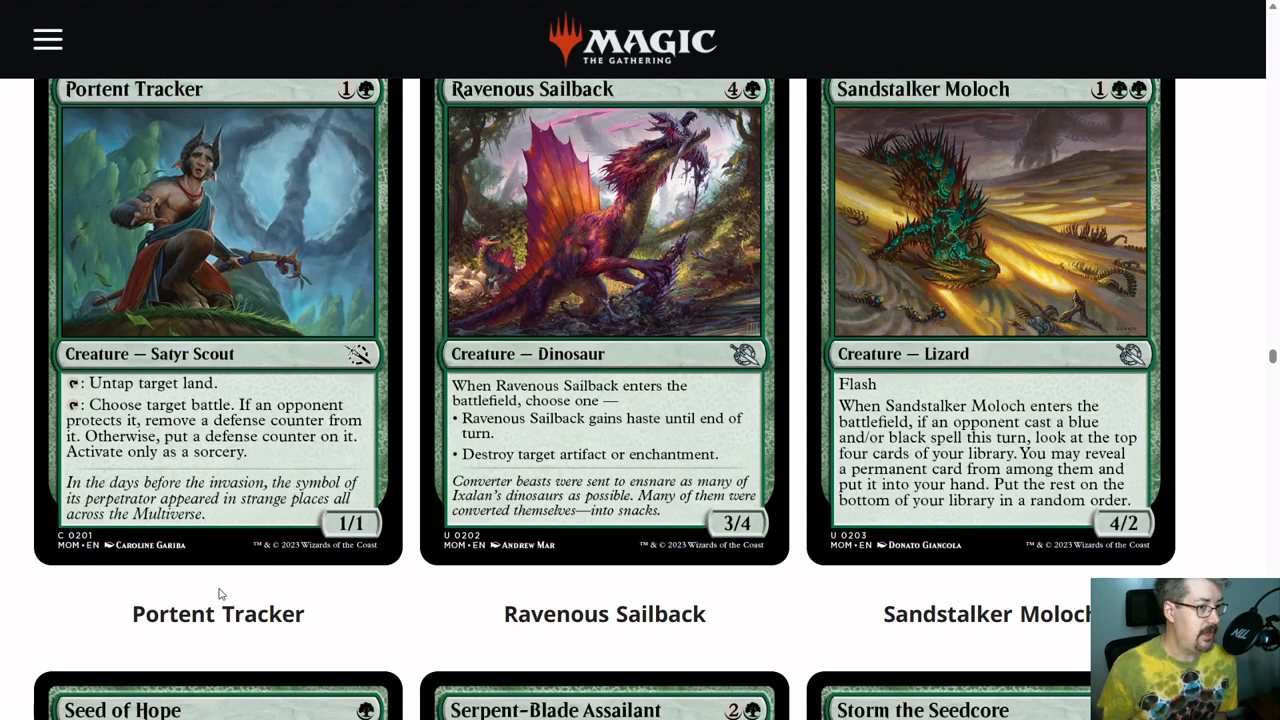 MAGIC
THE GATHERING
Portent Tracker 1
Ravenous Sailback 4
Sandstalker Moloch 1
Creature — Satyr Scout
Creature — Dinosaur
Creature — Lizard
: Untap target land.
: Choose target battle. If an opponent
protects it, remove a defense counter from
it. Otherwise, put a defense counter on it.
Activate only as a sorcery.
In the days before the invasion, the symbol of
its perpetrator appeared in strange places all
across the Multiverse.
1/1
C 0201
MOM • EN CAROLINE GARIBA
™ & © 2023 Wizards of the Coast
When Ravenous Sailback enters the
battlefield, choose one —
• Ravenous Sailback gains haste until end of
turn.
• Destroy target artifact or enchantment.
Converter beasts were sent to ensnare as many of
Ixalan's dinosaurs as possible. Many of them were
converted themselves—into snacks.
3/4
U 0202
MOM • EN ANDREW MAR
™ & © 2023 Wizards of the Coast
Flash
When Sandstalker Moloch enters the
battlefield, if an opponent cast a blue
and/or black spell this turn, look at the top
four cards of your library. You may reveal
a permanent card from among them and
put it into your hand. Put the rest on the
bottom of your library in a random order.
4/2
U 0203
MOM • EN DONATO GIANCOLA
™ & © 2023 Wizards of the Coast
Portent Tracker
Ravenous Sailback
Sandstalker Moloch
Seed of Hope
Serpent-Blade Assailant 2
Storm the Seedcore